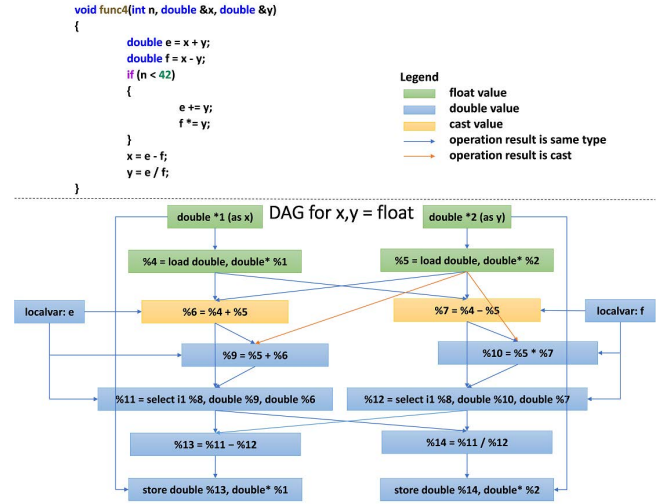 void func4(int n, double &x, double &y)
{
double e = x + y;
double f = x - y;
if (n < 42)
{
e += y;
f *= y;
}
x = e - f;
y = e / f;
}
Legend
float value
double value
cast value
operation result is same type
operation result is cast
DAG for x,y = float
double *1 (as x)
double *2 (as y)
%4 = load double, double* %1
%5 = load double, double* %2
localvar: e
%6 = %4 + %5
%7 = %4 – %5
localvar: f
%9 = %5 + %6
%10 = %5 * %7
%11 = select i1 %8, double %9, double %6
%12 = select i1 %8, double %10, double %7
%13 = %11 – %12
%14 = %11 / %12
store double %13, double* %1
store double %14, double* %2